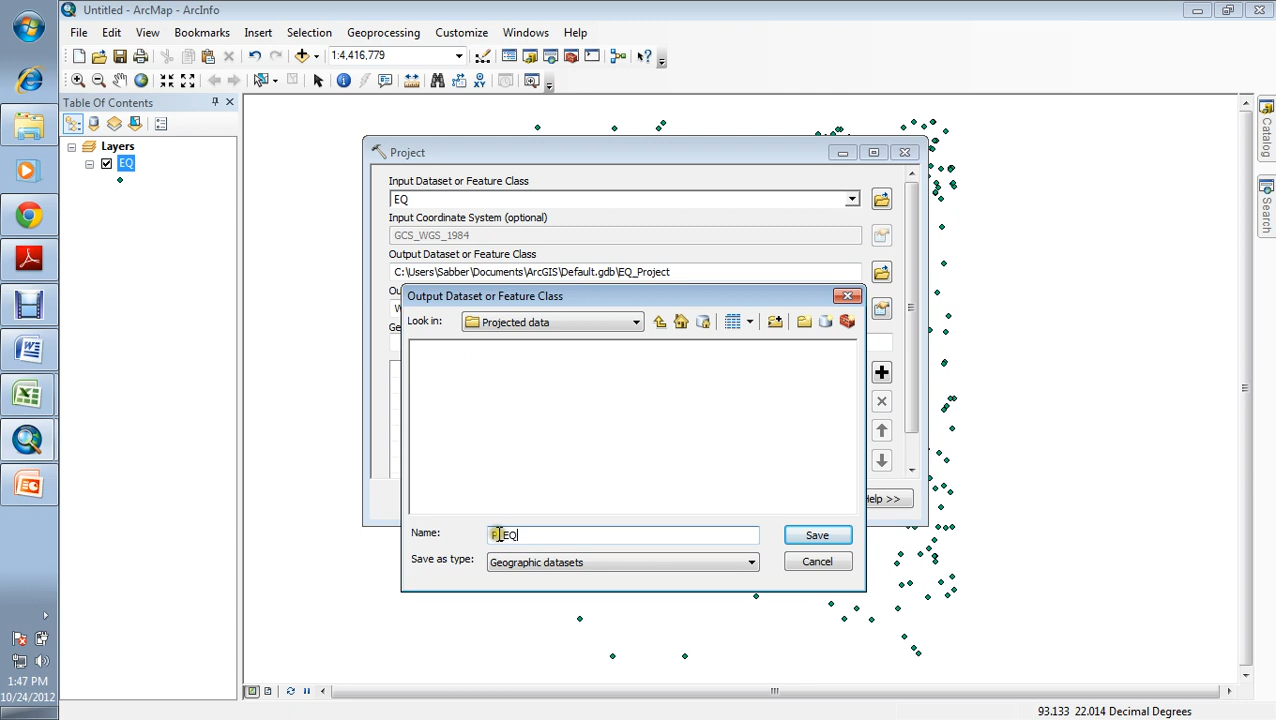 Untitled - ArcMap - ArcInfo
File Edit View Bookmarks Insert Selection Geoprocessing Customize Windows Help
1:4,416,779
Table Of Contents
Layers
EQ
Project
Input Dataset or Feature Class
EQ
Input Coordinate System (optional)
GCS_WGS_1984
Output Dataset or Feature Class
C:\Users\Sabber\Documents\ArcGIS\Default.gdb\EQ_Project
Output Dataset or Feature Class
Look in: Projected data
Name: EQ
Save
Save as type: Geographic datasets
Cancel
Help >>
Catalog
Search
1:47 PM
10/24/2012
93.133 22.014 Decimal Degrees